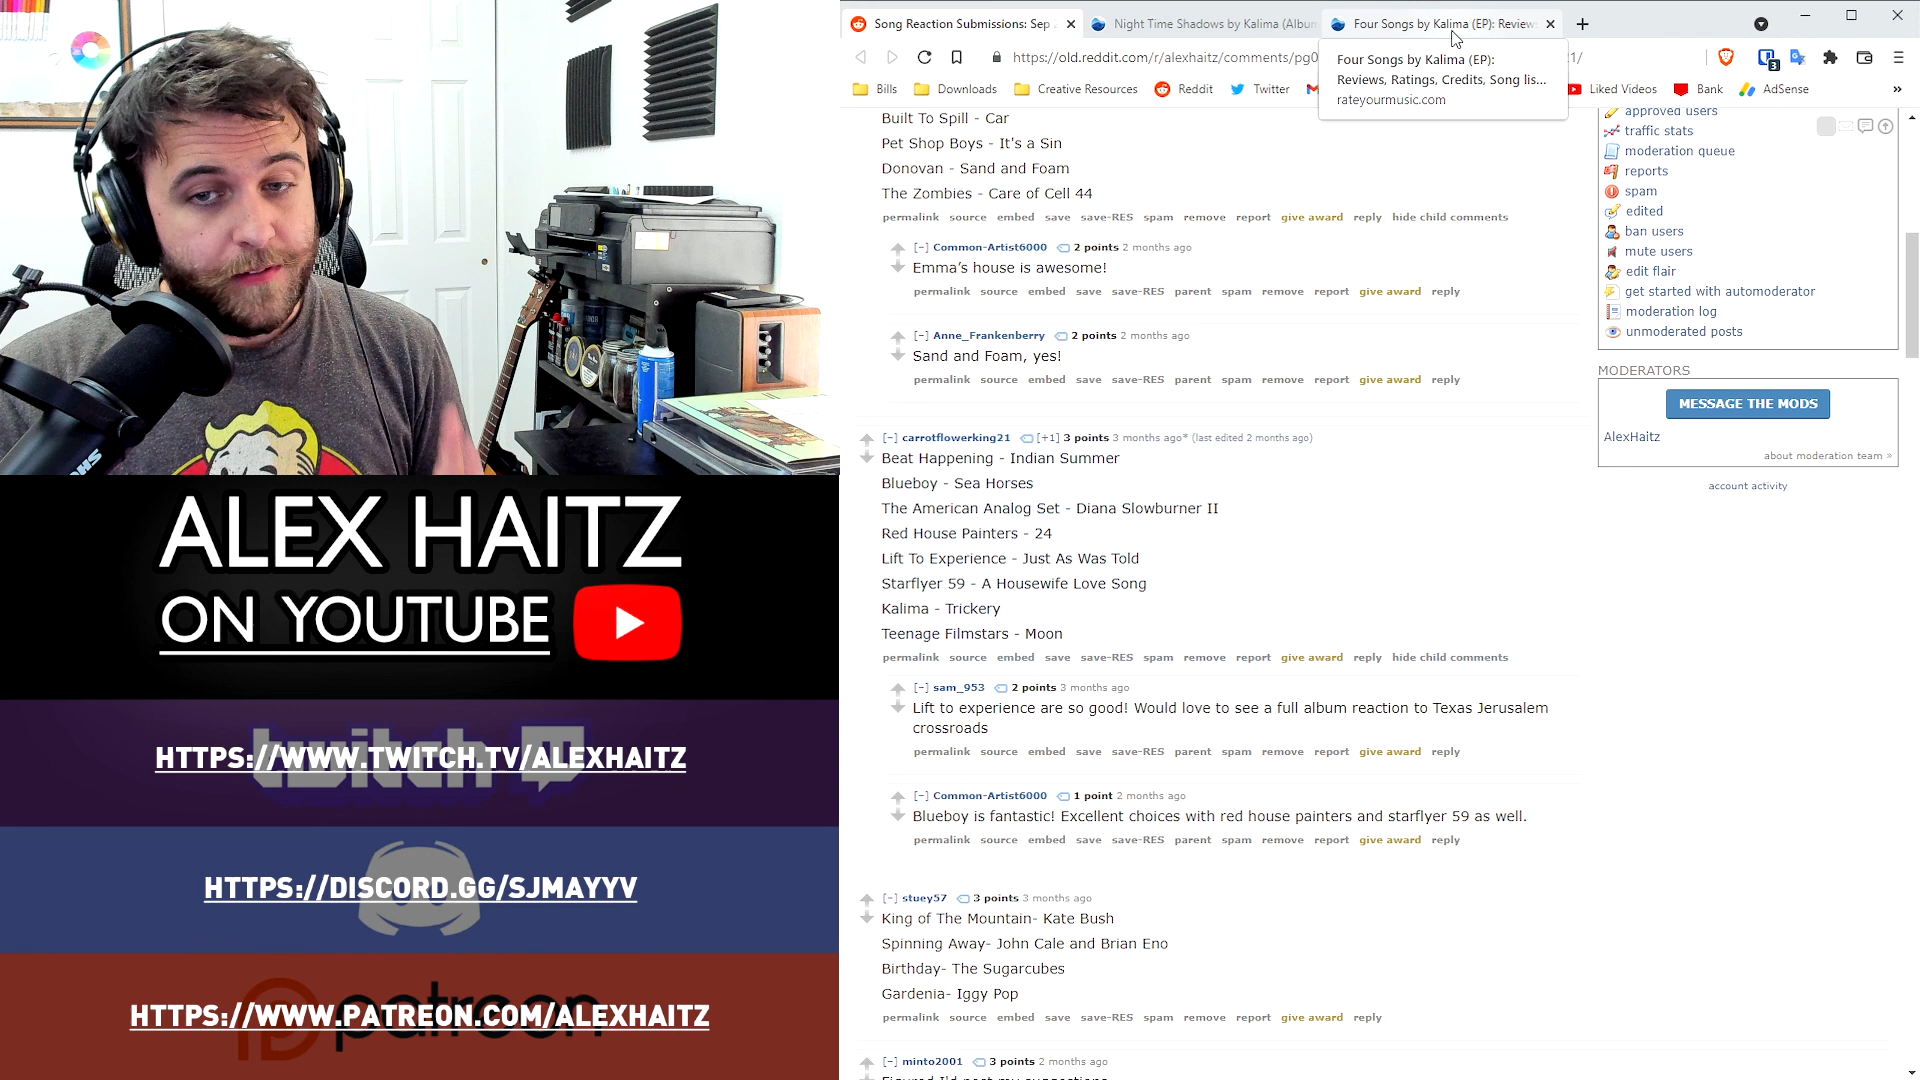 Song Reaction Submissions: Sep
Night Time Shadows by Kalima (Album
Four Songs by Kalima (EP): Review
https://old.reddit.com/r/alexhaitz/comments/pg0
1/
3
Four Songs by Kalima (EP):
Reviews, Ratings, Credits, Song lis...
rateyourmusic.com
Bills
Downloads
Creative Resources
Reddit
Twitter
Liked Videos
Bank
AdSense
»
Built To Spill - Car
Pet Shop Boys - It's a Sin
Donovan - Sand and Foam
The Zombies - Care of Cell 44
permalink source embed save save-RES spam remove report give award reply hide child comments
[-] Common-Artist6000 2 points 2 months ago
Emma’s house is awesome!
permalink source embed save save-RES parent spam remove report give award reply
[-] Anne_Frankenberry 2 points 2 months ago
Sand and Foam, yes!
permalink source embed save save-RES parent spam remove report give award reply
[-] carrotflowerking21 [+1] 3 points 3 months ago* (last edited 2 months ago)
Beat Happening - Indian Summer
Blueboy - Sea Horses
The American Analog Set - Diana Slowburner II
Red House Painters - 24
Lift To Experience - Just As Was Told
Starflyer 59 - A Housewife Love Song
Kalima - Trickery
Teenage Filmstars - Moon
permalink source embed save save-RES spam remove report give award reply hide child comments
[-] sam_953 2 points 3 months ago
Lift to experience are so good! Would love to see a full album reaction to Texas Jerusalem
crossroads
permalink source embed save save-RES parent spam remove report give award reply
[-] Common-Artist6000 1 point 2 months ago
Blueboy is fantastic! Excellent choices with red house painters and starflyer 59 as well.
permalink source embed save save-RES parent spam remove report give award reply
[-] stuey57 3 points 3 months ago
King of The Mountain- Kate Bush
Spinning Away- John Cale and Brian Eno
Birthday- The Sugarcubes
Gardenia- Iggy Pop
permalink source embed save save-RES spam remove report give award reply
[-] minto2001 3 points 2 months ago
approved users
traffic stats
moderation queue
reports
spam
edited
ban users
mute users
edit flair
get started with automoderator
moderation log
unmoderated posts
MODERATORS
MESSAGE THE MODS
AlexHaitz
about moderation team »
account activity
SHURE
ALEX HAITZ
ON YOUTUBE
twitch
HTTPS://WWW.TWITCH.TV/ALEXHAITZ
HTTPS://DISCORD.GG/SJMAYYV
patreon
HTTPS://WWW.PATREON.COM/ALEXHAITZ